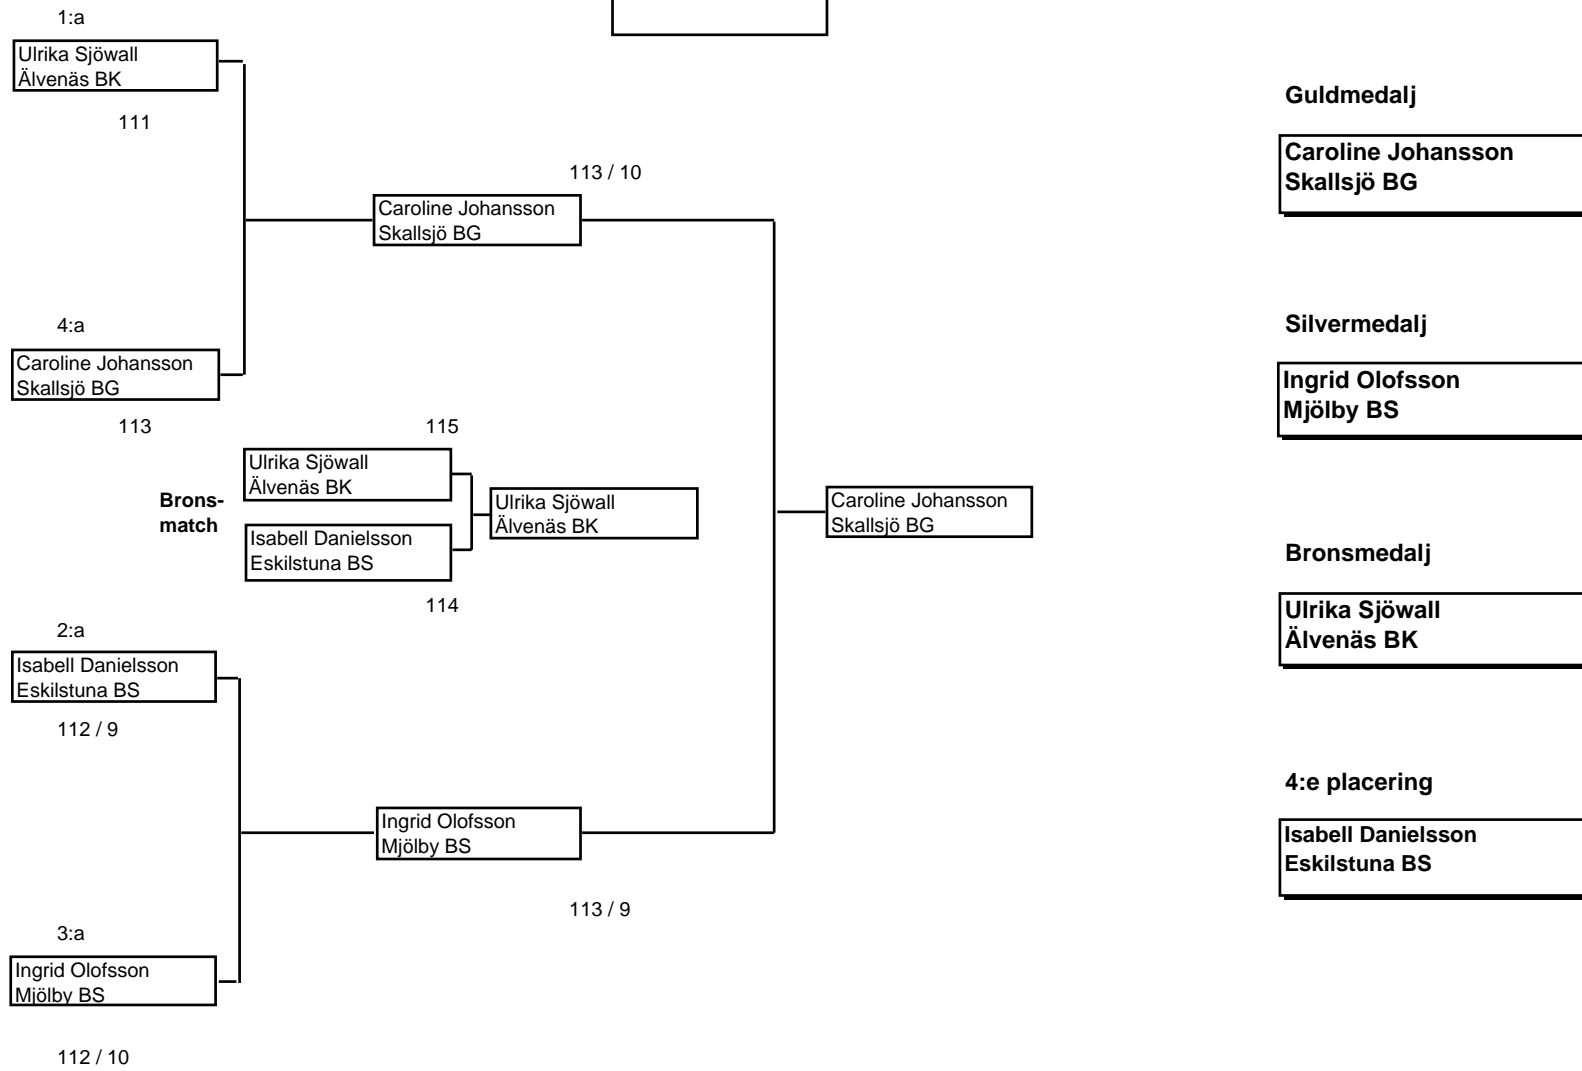 1:a
Ulrika Sjöwall
Älvenäs BK
111
113 / 10
Caroline Johansson
Skallsjö BG
4:a
Caroline Johansson
Skallsjö BG
113
115
Ulrika Sjöwall
Älvenäs BK
Brons-
match
Ulrika Sjöwall
Älvenäs BK
Isabell Danielsson
Eskilstuna BS
114
Caroline Johansson
Skallsjö BG
2:a
Isabell Danielsson
Eskilstuna BS
112 / 9
Ingrid Olofsson
Mjölby BS
113 / 9
3:a
Ingrid Olofsson
Mjölby BS
112 / 10
Guldmedalj
Caroline Johansson
Skallsjö BG
Silvermedalj
Ingrid Olofsson
Mjölby BS
Bronsmedalj
Ulrika Sjöwall
Älvenäs BK
4:e placering
Isabell Danielsson
Eskilstuna BS